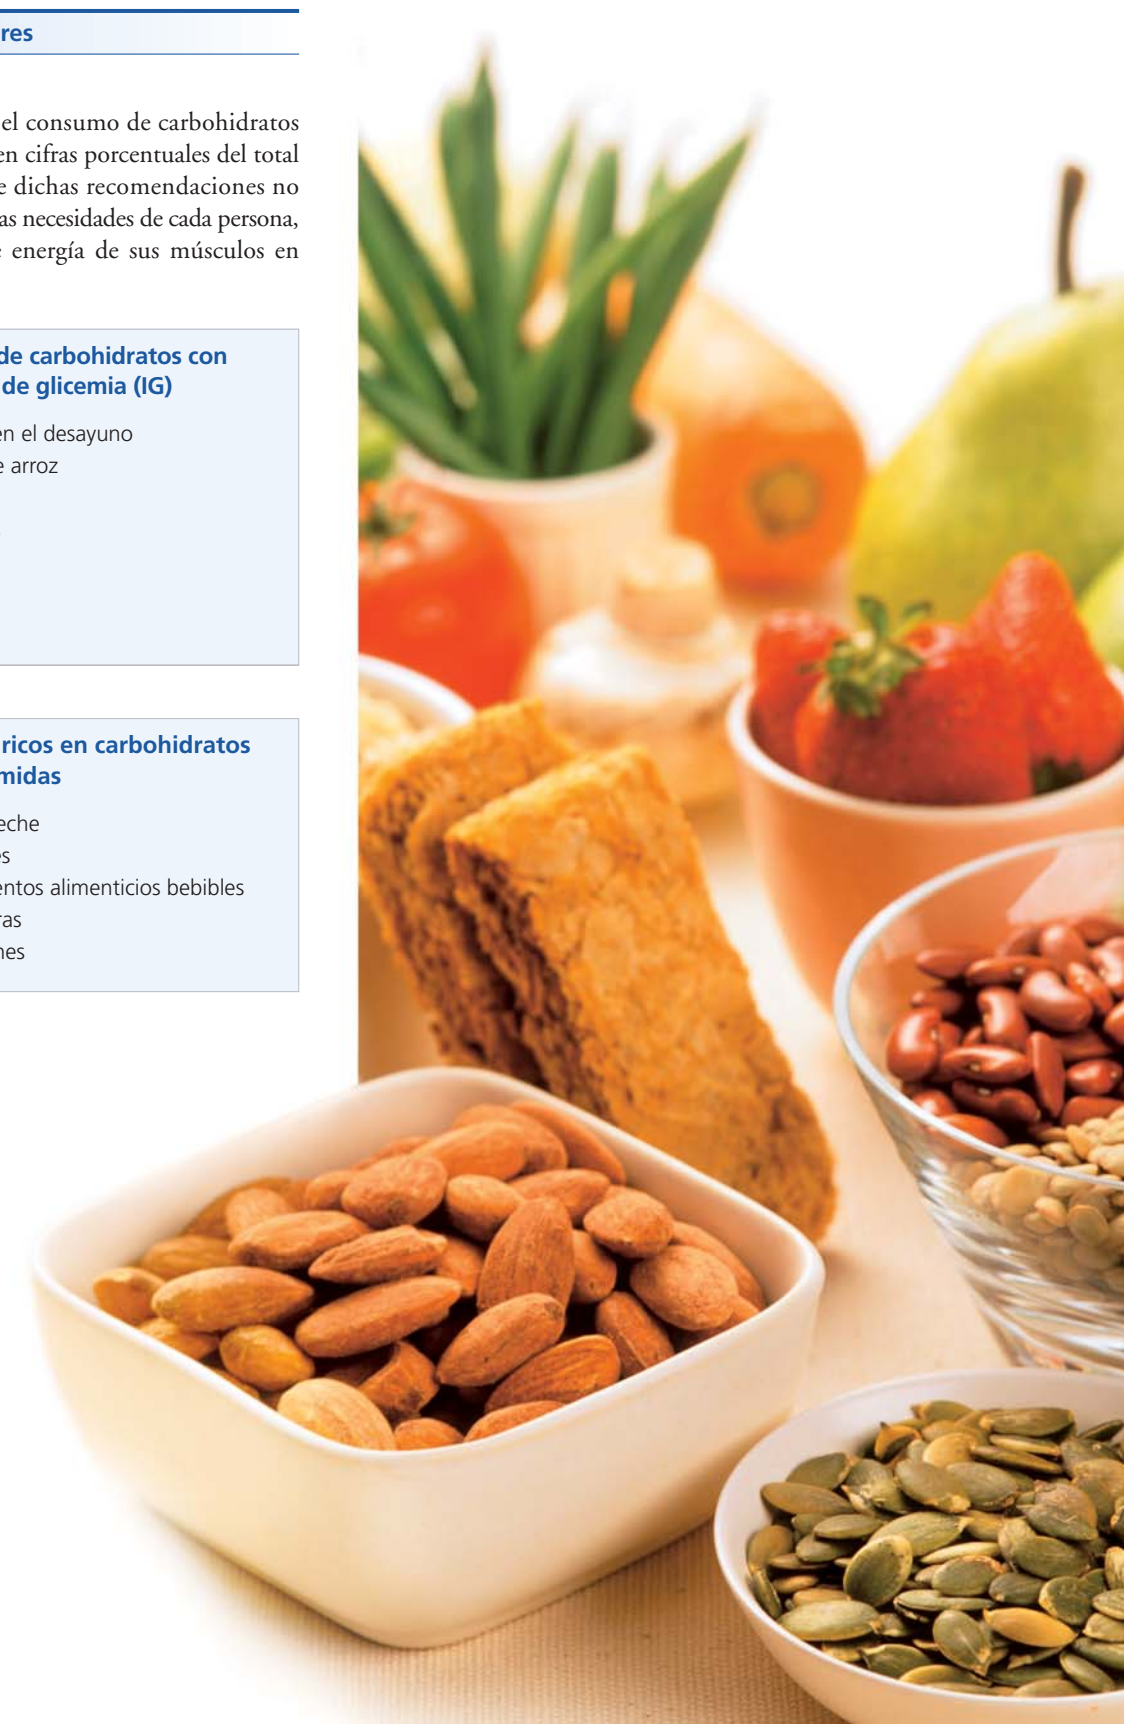 res
el consumo de carbohidratos
en cifras porcentuales del total
e dichas recomendaciones no
as necesidades de cada persona,
e energía de sus músculos en
de carbohidratos con
de glicemia (IG)
en el desayuno
e arroz
ricos en carbohidratos
midas
eche
es
entos alimenticios bebibles
ras
nes